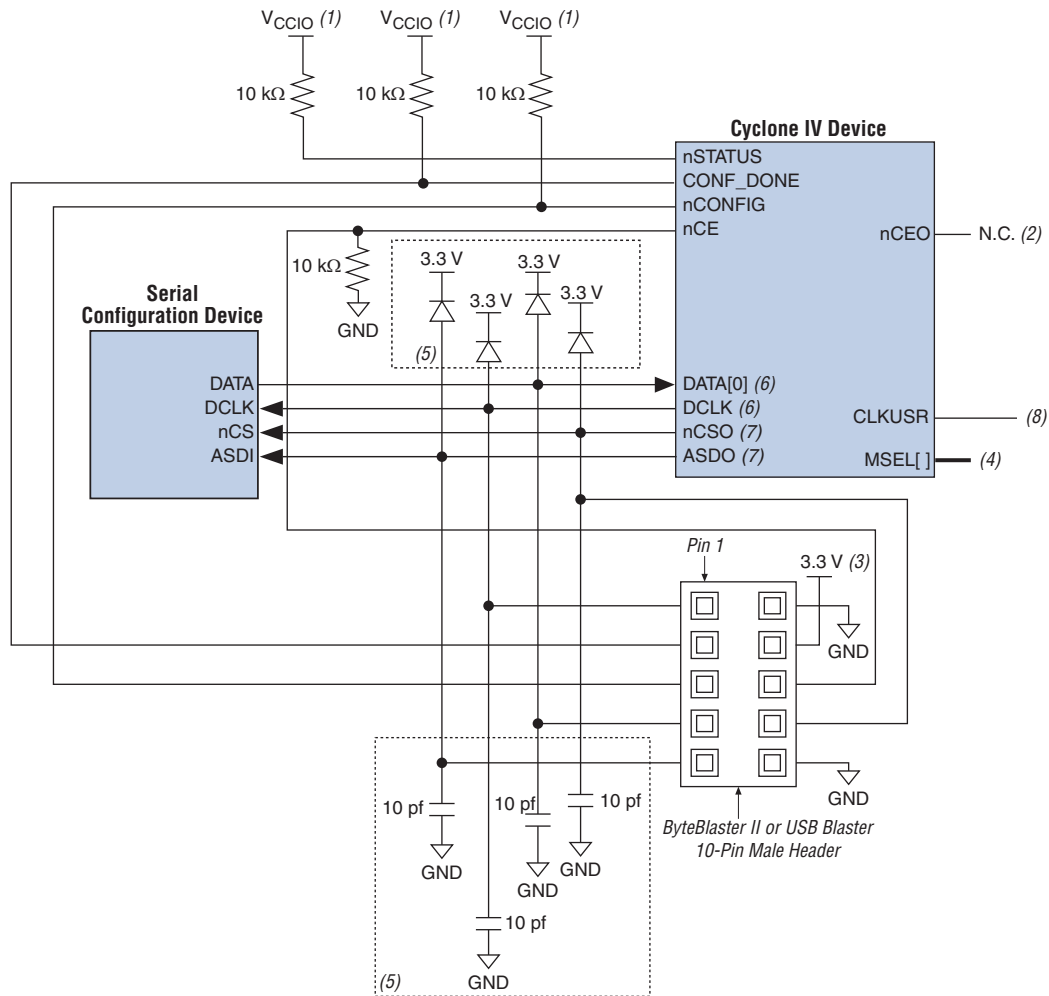 V_CCIO (1)
V_CCIO (1)
V_CCIO (1)
10 kΩ
10 kΩ
10 kΩ
Cyclone IV Device
nSTATUS
CONF_DONE
nCONFIG
nCE
nCEO
N.C. (2)
10 kΩ
GND
3.3 V
3.3 V
3.3 V
3.3 V
(5)
Serial
Configuration Device
DATA
DCLK
nCS
ASDI
DATA[0] (6)
DCLK (6)
nCSO (7)
ASDO (7)
CLKUSR
(8)
MSEL[ ]
(4)
Pin 1
3.3 V (3)
GND
GND
10 pf
10 pf
10 pf
GND
GND
GND
10 pf
GND
(5)
ByteBlaster II or USB Blaster
10-Pin Male Header